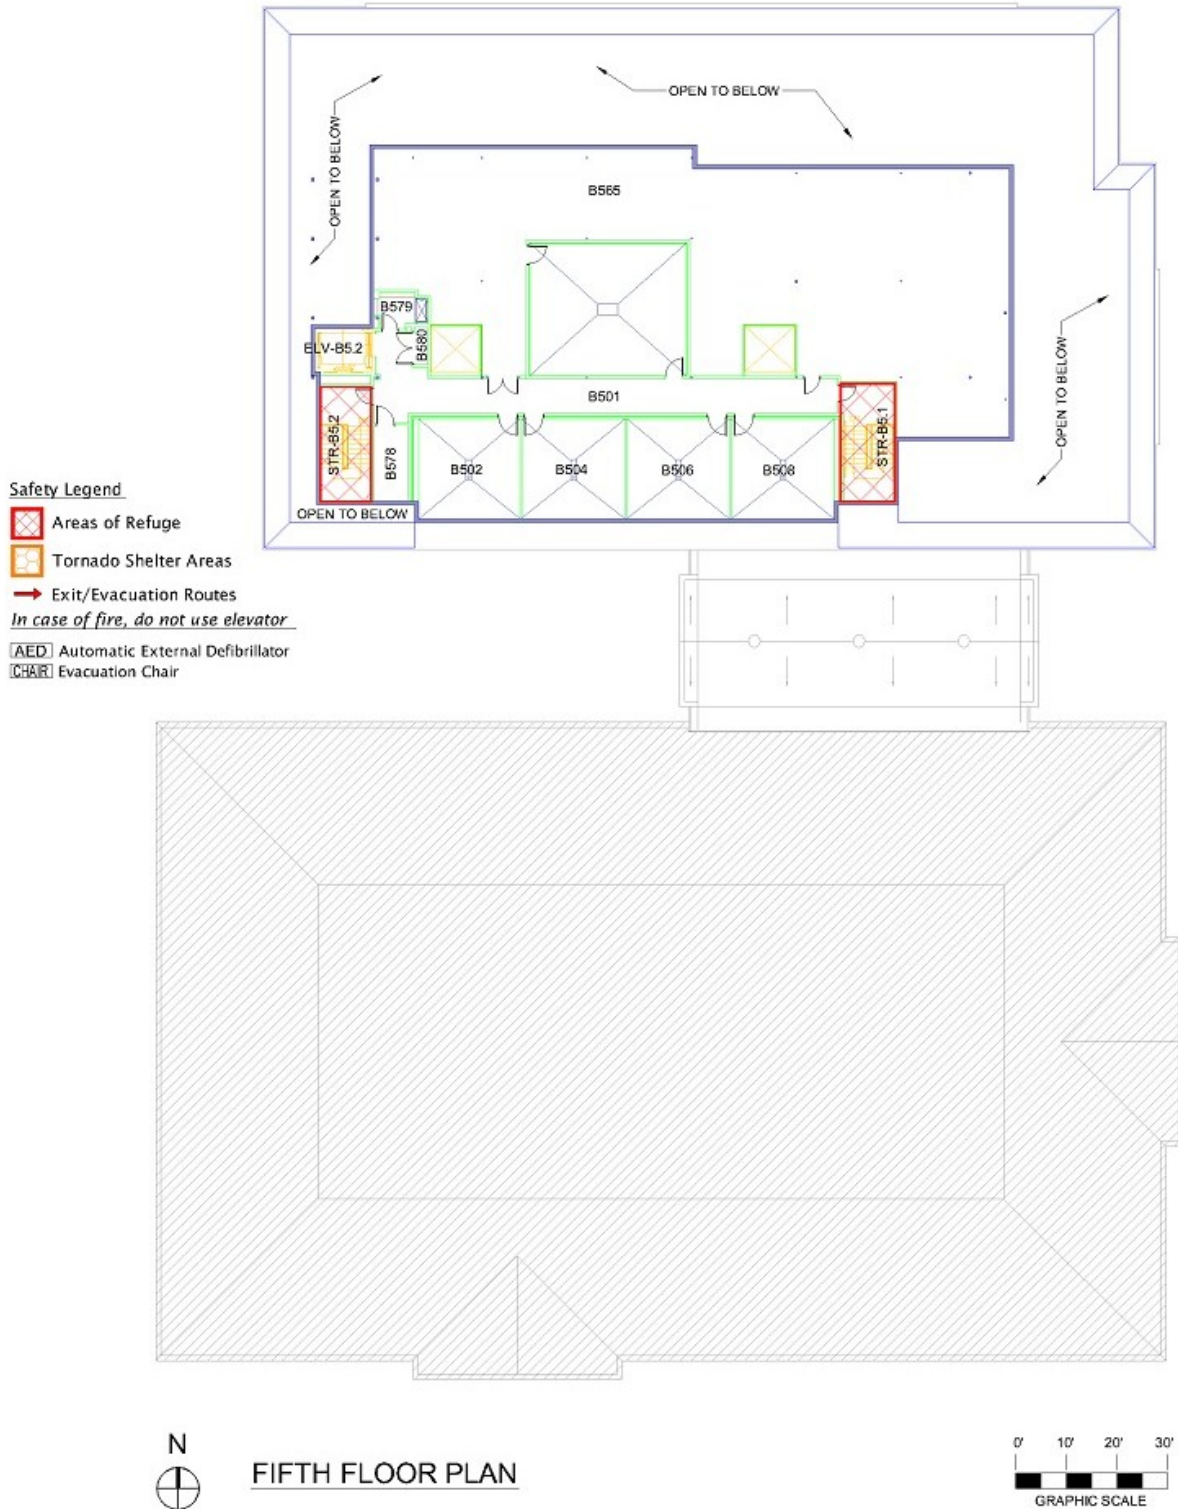 OPEN TO BELOW
OPEN TO BELOW
B565
B579
B580
ELV-B5.2
OPEN TO BELOW
B501
STR-B5.2
STR-B5.1
B578
B502
B504
B506
B508
OPEN TO BELOW
Safety Legend
Areas of Refuge
Tornado Shelter Areas
Exit/Evacuation Routes
In case of fire, do not use elevator
AED Automatic External Defibrillator
CHAIR Evacuation Chair
N
FIFTH FLOOR PLAN
0' 10' 20' 30'
GRAPHIC SCALE